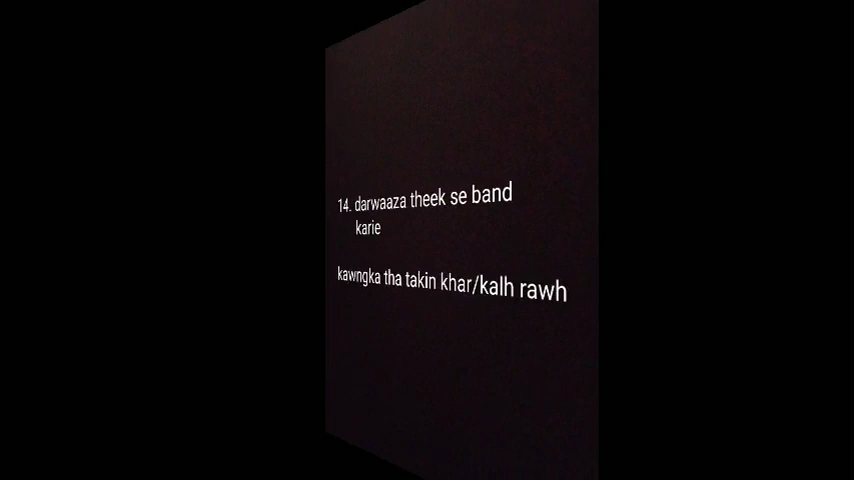 14. darwaaza theek se band
karie
kawngka tha takin khar/kalh rawh